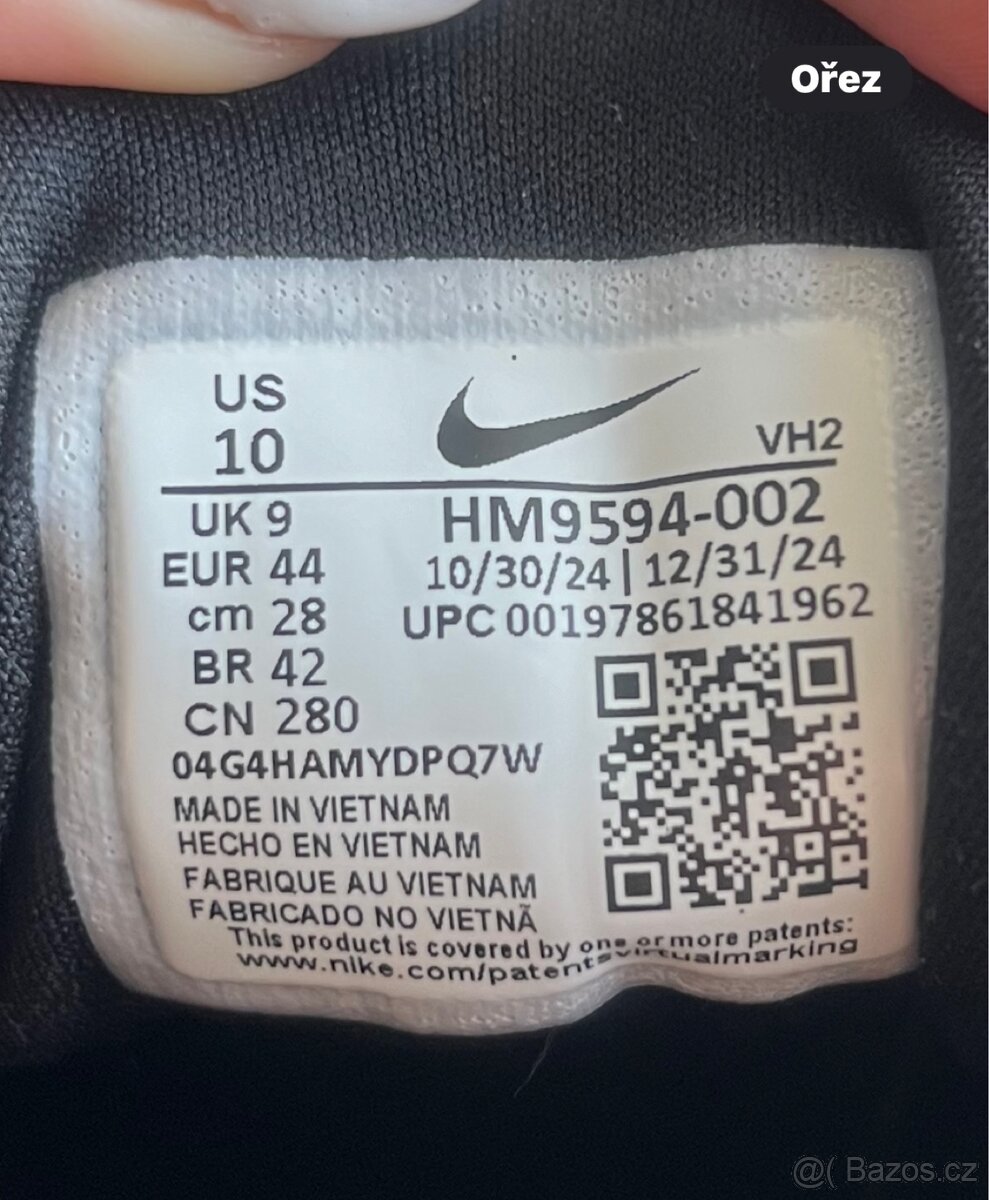 Ořez
US
10
VH2
UK 9
HM9594-002
EUR 44
10/30/24 | 12/31/24
cm 28
UPC 00197861841962
BR 42
CN 280
04G4HAMYDPQ7W
MADE IN VIETNAM
HECHO EN VIETNAM
FABRIQUE AU VIETNAM
FABRICADO NO VIETNÃ
This product is covered by one or more patents:
www.nike.com/patentsvirtualmarking
@( Bazos.cz